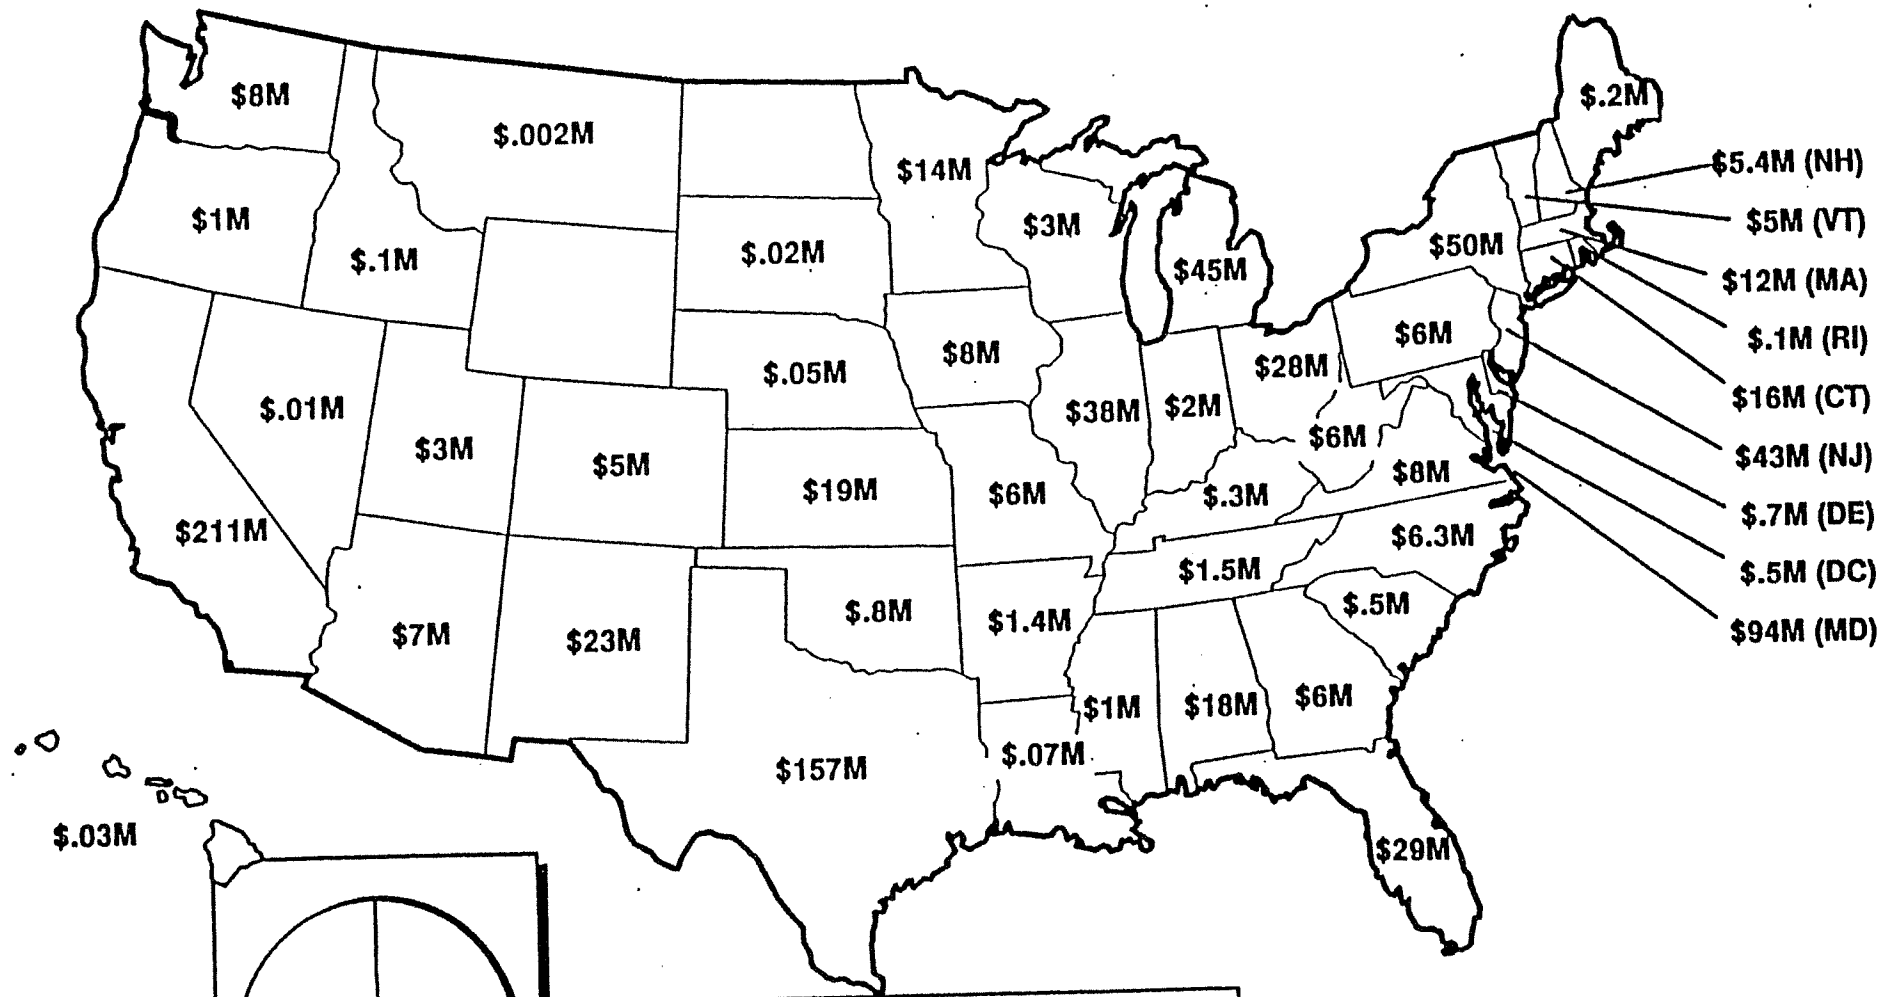 $8M
$.002M
$.2M
$14M
$5.4M (NH)
$1M
$.1M
$.02M
$3M
$45M
$50M
$5M (VT)
$12M (MA)
$.1M (RI)
$.01M
$.05M
$8M
$28M
$6M
$16M (CT)
$3M
$5M
$38M
$2M
$6M
$43M (NJ)
$19M
$6M
$.3M
$8M
$.7M (DE)
$211M
$1.5M
$6.3M
$.5M (DC)
$7M
$23M
$.8M
$1.4M
$.5M
$94M (MD)
$1M
$18M
$6M
$157M
$.07M
$.03M
$29M